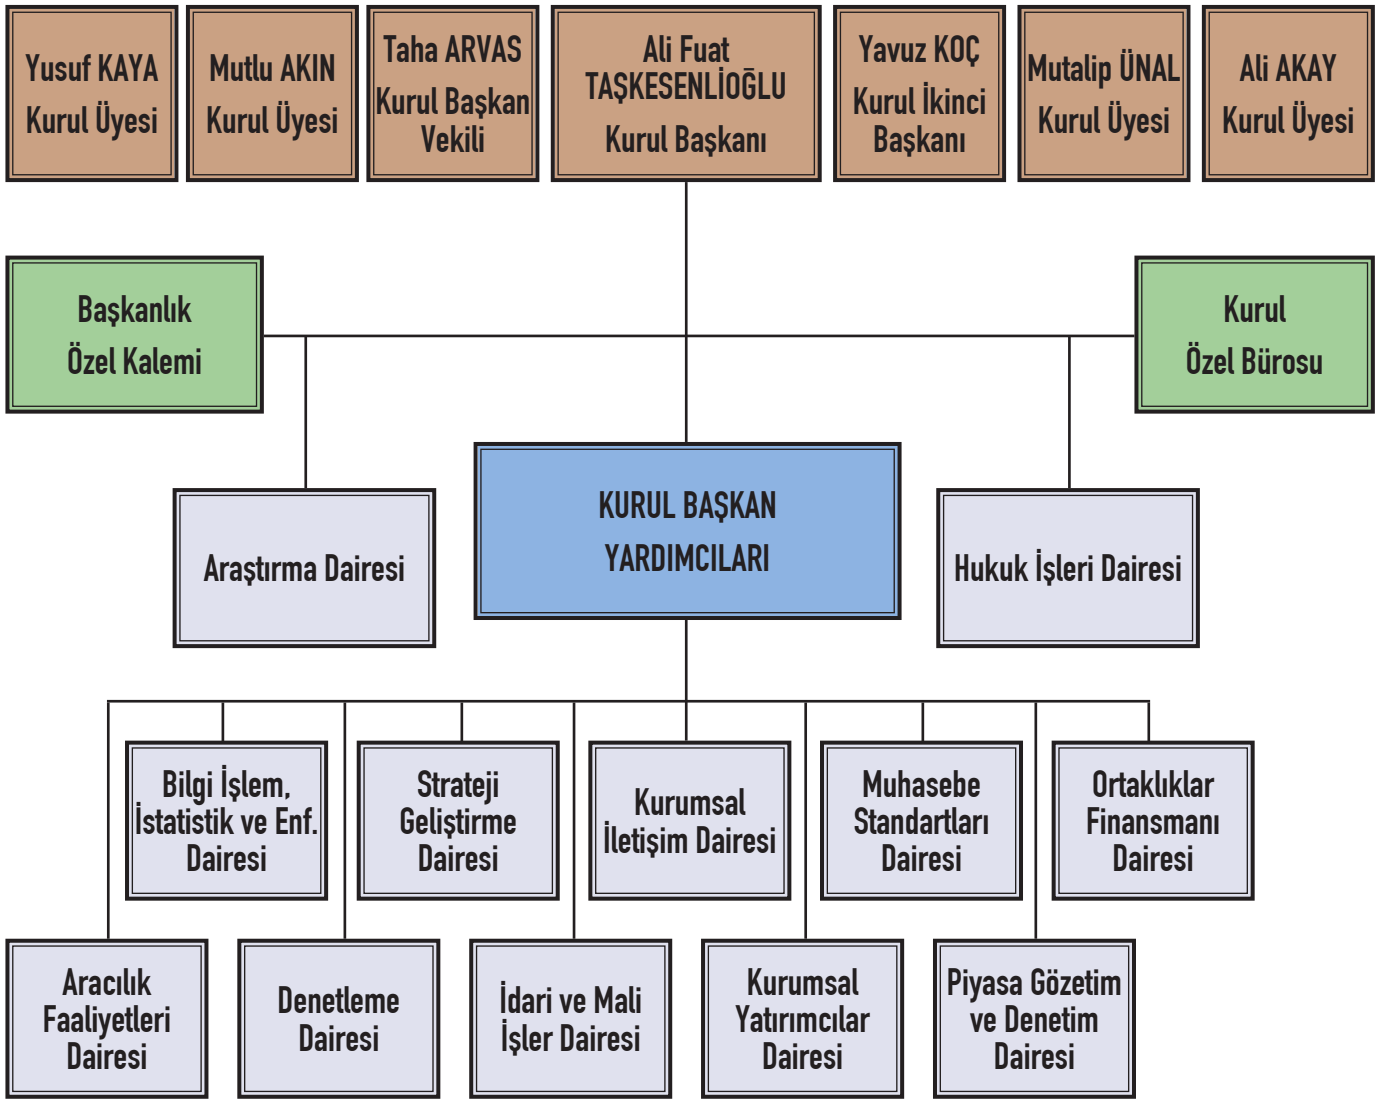 Yusuf KAYA
Kurul Üyesi
Mutlu AKIN
Kurul Üyesi
Taha ARVAS
Kurul Başkan
Vekili
Ali Fuat
TAŞKESENLİOĞLU
Kurul Başkanı
Yavuz KOÇ
Kurul İkinci
Başkanı
Mutalip ÜNAL
Kurul Üyesi
Ali AKAY
Kurul Üyesi
Başkanlık
Özel Kalemi
Kurul
Özel Bürosu
Araştırma Dairesi
KURUL BAŞKAN
YARDIMCILARI
Hukuk İşleri Dairesi
Bilgi İşlem,
İstatistik ve Enf.
Dairesi
Strateji
Geliştirme
Dairesi
Kurumsal
İletişim Dairesi
Muhasebe
Standartları
Dairesi
Ortaklıklar
Finansmanı
Dairesi
Aracılık
Faaliyetleri
Dairesi
Denetleme
Dairesi
İdari ve Mali
İşler Dairesi
Kurumsal
Yatırımcılar
Dairesi
Piyasa Gözetim
ve Denetim
Dairesi